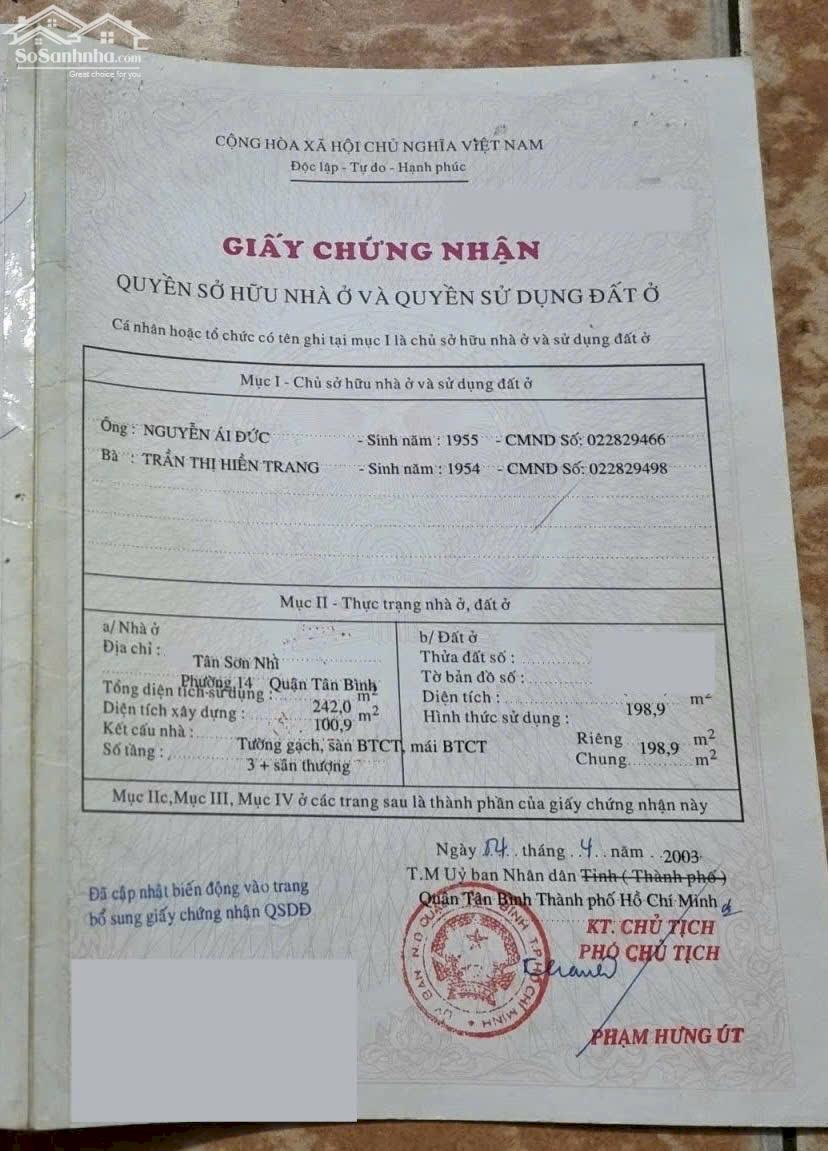 SoSanhnha.com
Great choice for you
CỘNG HÒA XÃ HỘI CHỦ NGHĨA VIỆT NAM
Độc lập - Tự do - Hạnh phúc
GIẤY CHỨNG NHẬN
QUYỀN SỞ HỮU NHÀ Ở VÀ QUYỀN SỬ DỤNG ĐẤT Ở
Cá nhân hoặc tổ chức có tên ghi tại mục I là chủ sở hữu nhà ở và sử dụng đất ở
Mục I - Chủ sở hữu nhà ở và sử dụng đất ở
Ông : NGUYỄN ÁI ĐỨC - Sinh năm : 1955 - CMND Số: 022829466
Bà : TRẦN THỊ HIỀN TRANG - Sinh năm : 1954 - CMND Số: 022829498
Mục II - Thực trạng nhà ở, đất ở
a/ Nhà ở
Địa chỉ :
Tân Sơn Nhì
Phường 14 Quận Tân Bình
Tổng diện tích sử dụng : 242,0 m²
Diện tích xây dựng : 100,9 m²
Kết cấu nhà : Tường gạch, sàn BTCT, mái BTCT
Số tầng : 3 + sân thượng
b/ Đất ở
Thửa đất số :
Tờ bản đồ số :
Diện tích : 198,9 m²
Hình thức sử dụng :
Riêng 198,9 m²
Chung m²
Mục IIc,Mục III, Mục IV ở các trang sau là thành phần của giấy chứng nhận này
Ngày 04 tháng 4 năm 2003
T.M Uỷ ban Nhân dân Tỉnh ( Thành phố )
Quận Tân Bình Thành phố Hồ Chí Minh
KT. CHỦ TỊCH
PHÓ CHỦ TỊCH
PHẠM HƯNG ÚT
Đã cập nhật biến động vào trang
bổ sung giấy chứng nhận QSDĐ
ỦY BAN N.D QUẬN TÂN BÌNH T.P HỒ CHÍ MINH